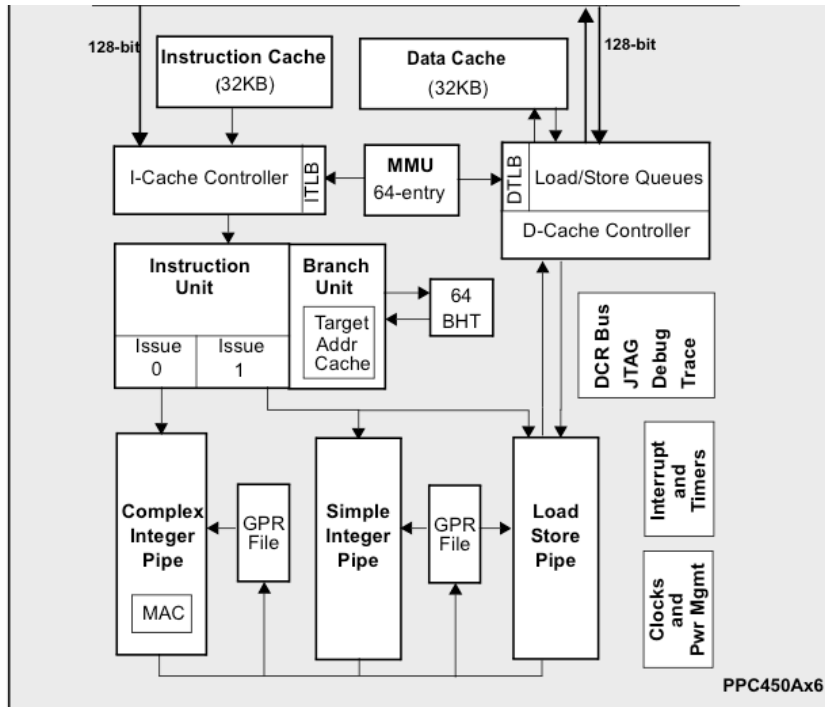 128-bit
Instruction Cache
(32KB)
Data Cache
(32KB)
128-bit
I-Cache Controller
ITLB
MMU
64-entry
DTLB
Load/Store Queues
D-Cache Controller
Instruction
Unit
Issue
0
Issue
1
Branch
Unit
Target
Addr
Cache
64
BHT
DCR Bus
JTAG
Debug
Trace
Complex
Integer
Pipe
MAC
GPR
File
Simple
Integer
Pipe
GPR
File
Load
Store
Pipe
Interrupt
and
Timers
Clocks
and
Pwr Mgmt
PPC450Ax6